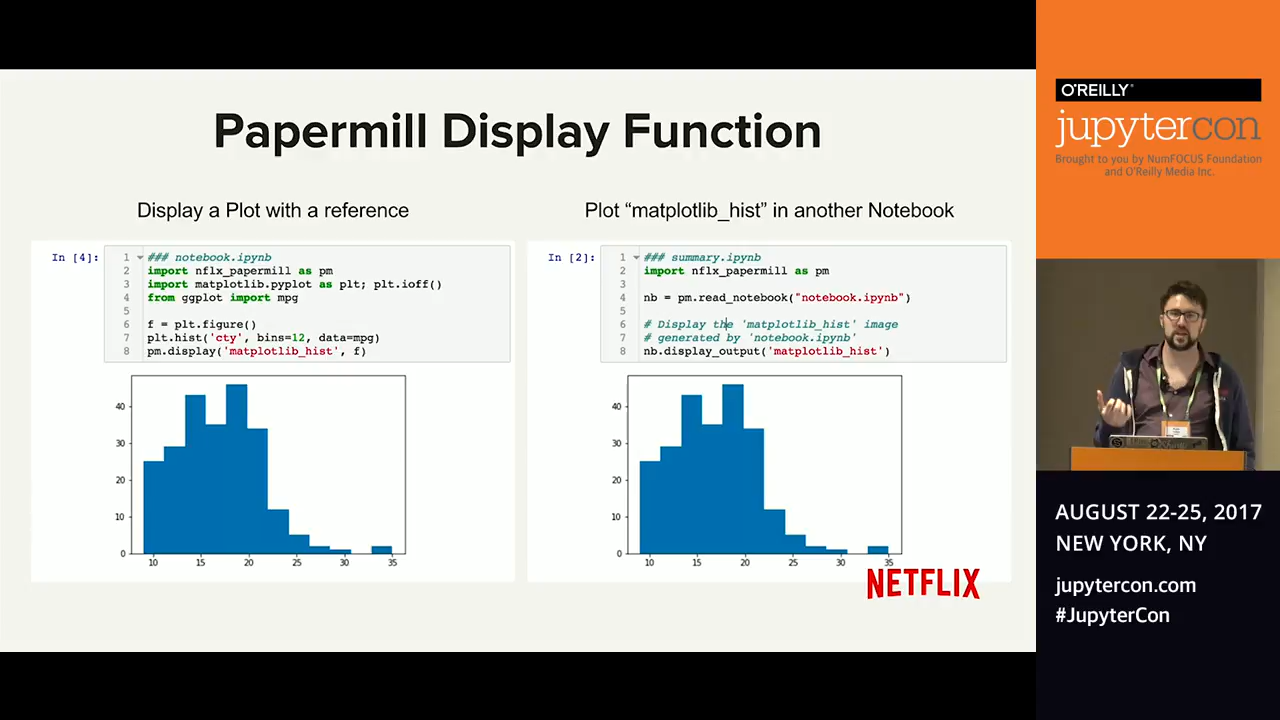 Papermill Display Function
Display a Plot with a reference
In [4]:
1 ### notebook.ipynb
2 import nflx_papermill as pm
3 import matplotlib.pyplot as plt; plt.ioff()
4 from ggplot import mpg
5
6 f = plt.figure()
7 plt.hist('cty', bins=12, data=mpg)
8 pm.display('matplotlib_hist', f)
40
30
20
10
0
10 15 20 25 30 35
Plot “matplotlib_hist” in another Notebook
In [2]:
1 ### summary.ipynb
2 import nflx_papermill as pm
3
4 nb = pm.read_notebook("notebook.ipynb")
5
6 # Display the 'matplotlib_hist' image
7 # generated by 'notebook.ipynb'
8 nb.display_output('matplotlib_hist')
40
30
20
10
0
10 15 20 25 30 35
NETFLIX
O'REILLY®
jupytercon
Brought to you by NumFOCUS Foundation
and O'Reilly Media Inc.
AUGUST 22-25, 2017
NEW YORK, NY
jupytercon.com
#JupyterCon